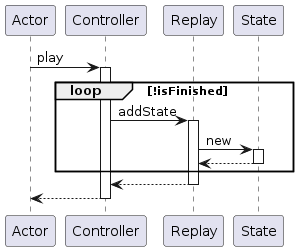 Actor Controller Replay State
play
loop [!isFinished]
addState
new
Actor Controller Replay State